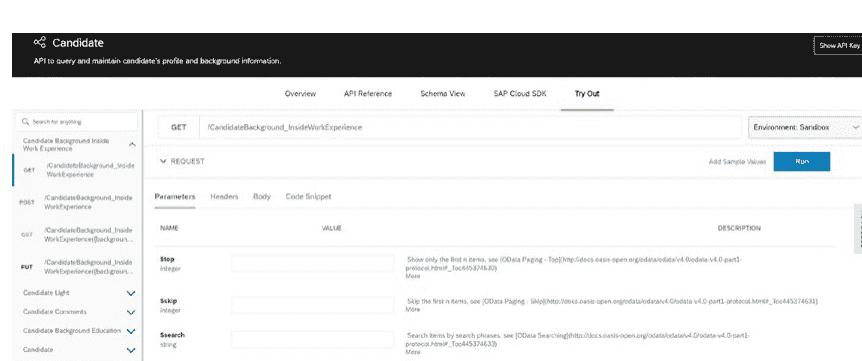 Candidate
Show API Key
API to query and maintain candidate's profile and background information.
Overview API Reference Schema View SAP Cloud SDK Try Out
Search for anything
GET /CandidateBackground_InsideWorkExperience Environment: Sandbox
Candidate Background Inside
Work Experience
REQUEST Add Sample Values Run
GET /CandidateBackground_Inside
WorkExperience
Parameters Headers Body Code Snippet
POST /CandidateBackground_Inside
WorkExperience
NAME VALUE DESCRIPTION
GET /CandidateBackground_Inside
WorkExperience(backgroun...
PUT /CandidateBackground_Inside
WorkExperience(backgroun...
$top
integer
Show only the first n items, see [OData Paging - Top](http://docs.oasis-open.org/odata/odata/v4.0/odata-v4.0-part1-
protocol.html#_Toc445374630)
More
Candidate Light
$skip
integer
Skip the first n items, see [OData Paging - Skip](http://docs.oasis-open.org/odata/odata/v4.0/odata-v4.0-part1-protocol.html#_Toc445374631)
More
Candidate Comments
Candidate Background Education
$search
string
Search items by search phrases, see [OData Searching](http://docs.oasis-open.org/odata/odata/v4.0/odata-v4.0-part1-
protocol.html#_Toc445374633)
More
Candidate